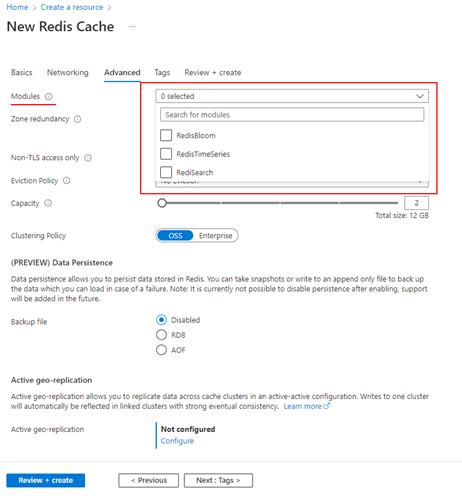 Home > Create a resource >
New Redis Cache ...
Basics Networking Advanced Tags Review + create
Modules
0 selected
Search for modules
Zone redundancy
RedisBloom
RedisTimeSeries
Non-TLS access only
RediSearch
Eviction Policy
No Eviction
Capacity
2
Total size: 12 GB
Clustering Policy
OSS Enterprise
(PREVIEW) Data Persistence
Data persistence allows you to persist data stored in Redis. You can take snapshots or write to an append only file to back up
the data which you can load in case of a failure. Note: It is currently not possible to disable persistence after enabling, support
will be added in the future.
Backup file
Disabled
RDB
AOF
Active geo-replication
Active geo-replication allows you to replicate data across cache clusters in an active-active configuration. Writes to one cluster
will automatically be reflected in linked clusters with strong eventual consistency. Learn more
Active geo-replication
Not configured
Configure
Review + create
< Previous
Next : Tags >